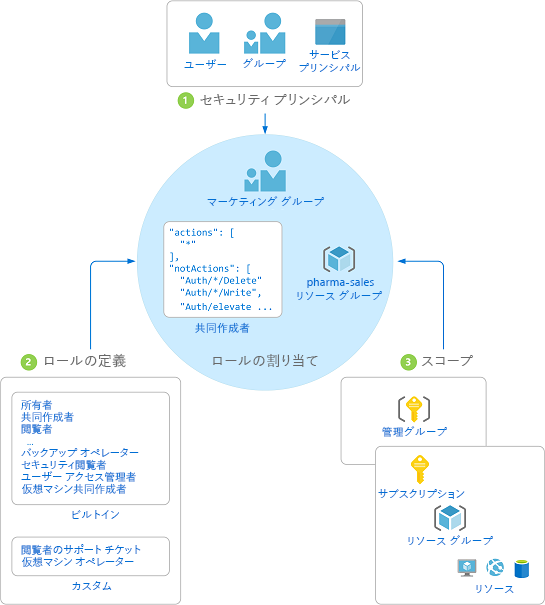 ユーザー
グループ
サービス
プリンシパル
1 セキュリティ プリンシパル
マーケティング グループ
"actions": [
"*"
],
"notActions": [
"Auth/*/Delete"
"Auth/*/Write",
"Auth/elevate ...
共同作成者
pharma-sales
リソース グループ
ロールの割り当て
2 ロールの定義
所有者
共同作成者
閲覧者
...
バックアップ オペレーター
セキュリティ閲覧者
ユーザー アクセス管理者
仮想マシン共同作成者
ビルトイン
閲覧者のサポート チケット
仮想マシン オペレーター
カスタム
3 スコープ
管理グループ
サブスクリプション
リソース グループ
リソース